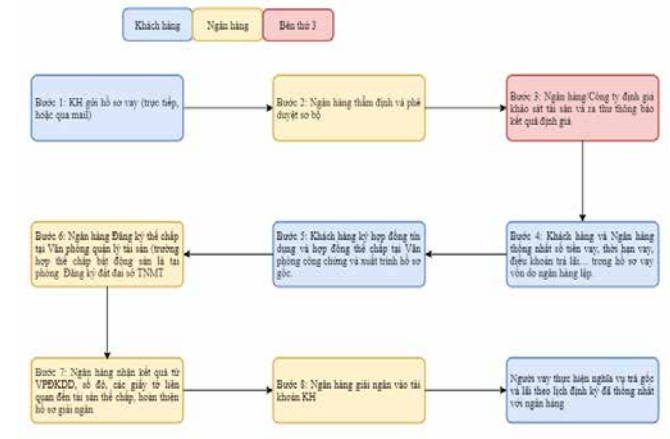 Khách hàng
Ngân hàng
Bên thứ 3
Bước 1: KH gửi hồ sơ vay (trực tiếp,
hoặc qua mail)
Bước 2: Ngân hàng thẩm định và phê
duyệt sơ bộ
Bước 3: Ngân hàng/Công ty định giá
khảo sát tài sản và ra thư thông báo
kết quả định giá
Bước 4: Khách hàng và Ngân hàng
thống nhất số tiền vay, thời hạn vay,
điều khoản trả lãi,... trong hồ sơ vay
vốn do ngân hàng lập.
Bước 5: Khách hàng ký hợp đồng tín
dụng và hợp đồng thế chấp tại Văn
phòng công chứng và xuất trình hồ sơ
gốc.
Bước 6: Ngân hàng Đăng ký thế chấp
tại Văn phòng quản lý tài sản (trường
hợp thế chấp bất động sản là tại
phòng Đăng ký đất đai sở TNMT
Bước 7: Ngân hàng nhận kết quả từ
VPĐKDD, sổ đỏ, các giấy tờ liên
quan đến tài sản thế chấp, hoàn thiện
hồ sơ giải ngân
Bước 8: Ngân hàng giải ngân vào tài
khoản KH
Người vay thực hiện nghĩa vụ trả gốc
và lãi theo lịch định kỳ đã thống nhất
với ngân hàng